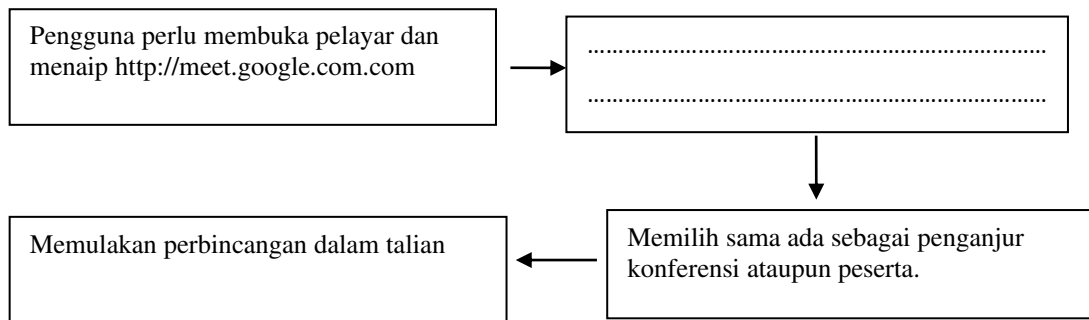 Pengguna perlu membuka pelayar dan
menaip http://meet.google.com.com
........................................................................
........................................................................
Memilih sama ada sebagai penganjur
konferensi ataupun peserta.
Memulakan perbincangan dalam talian